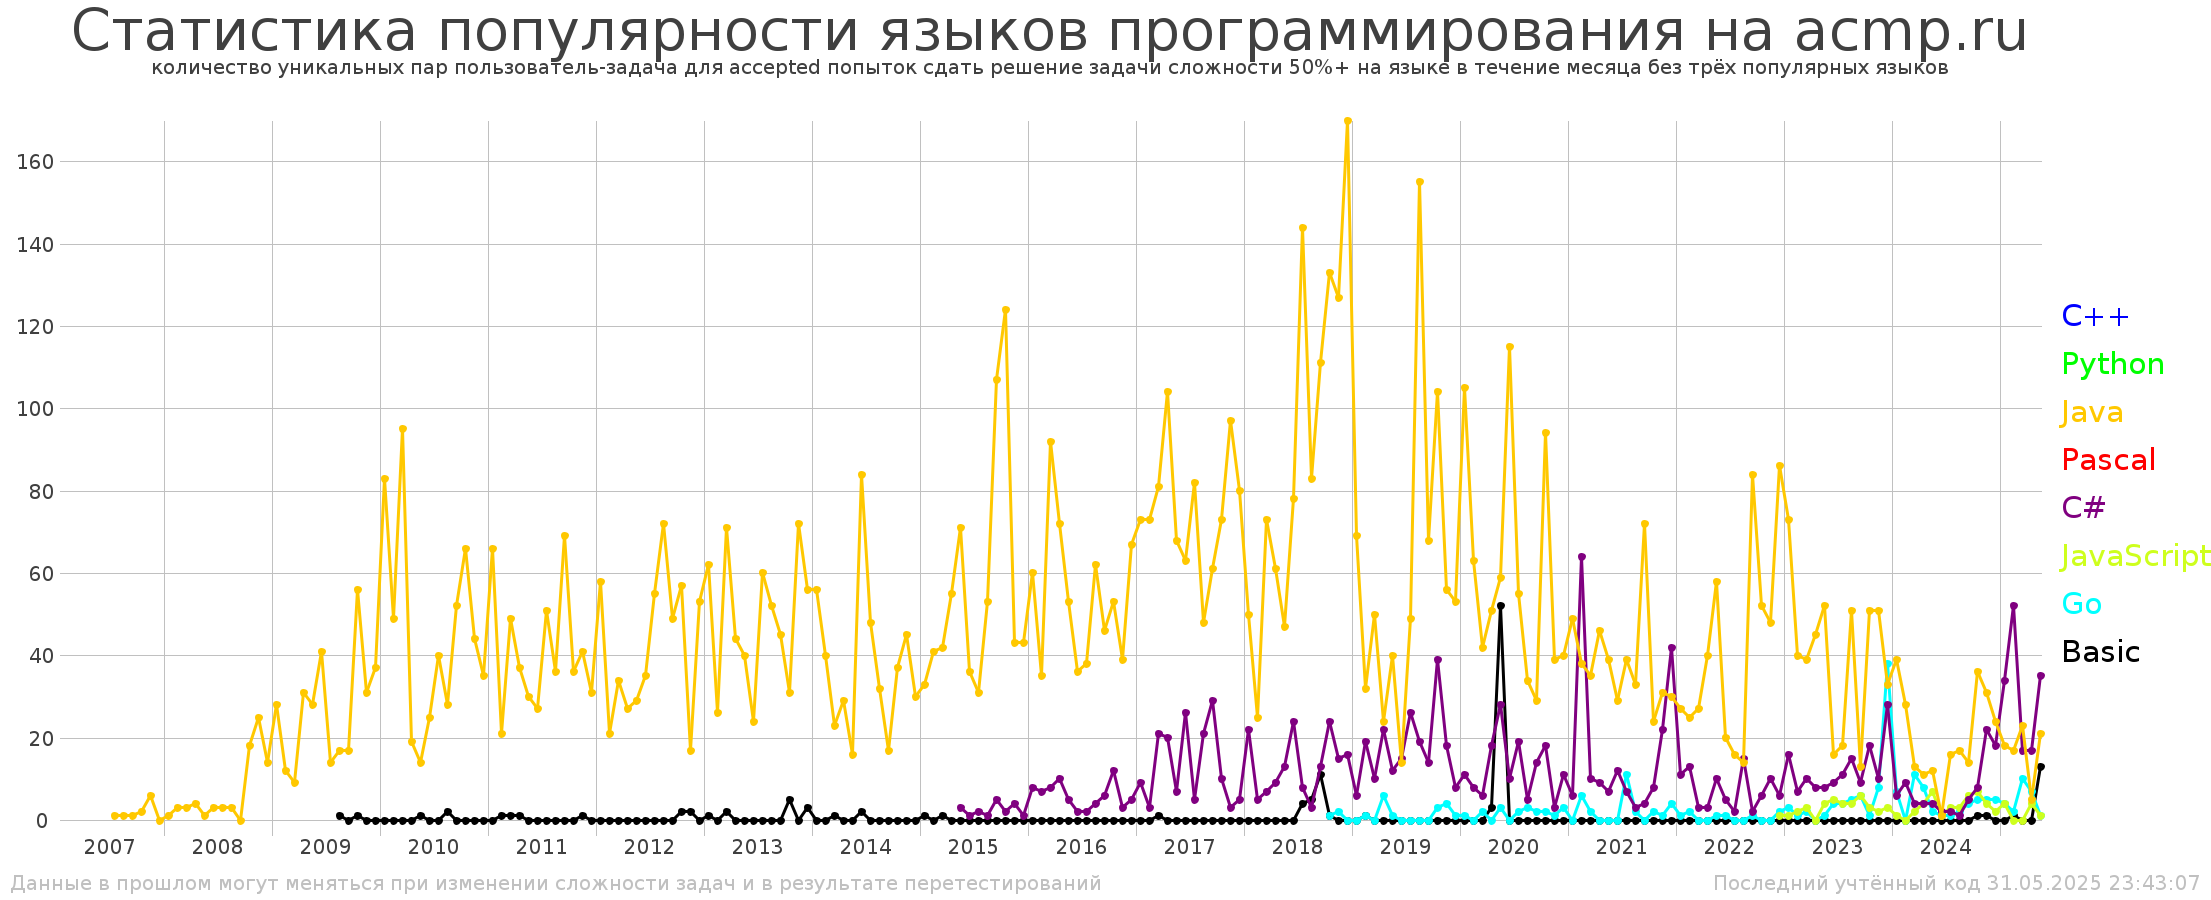 Статистика популярности языков программирования на acmp.ru
количество уникальных пар пользователь-задача для accepted попыток сдать решение задачи сложности 50%+ на языке в течение месяца без трёх популярных языков
160
140
120
100
80
60
40
20
0
2007 2008 2009 2010 2011 2012 2013 2014 2015 2016 2017 2018 2019 2020 2021 2022 2023 2024
C++
Python
Java
Pascal
C#
JavaScript
Go
Basic
Данные в прошлом могут меняться при изменении сложности задач и в результате перетестирований
Последний учтённый код 31.05.2025 23:43:07